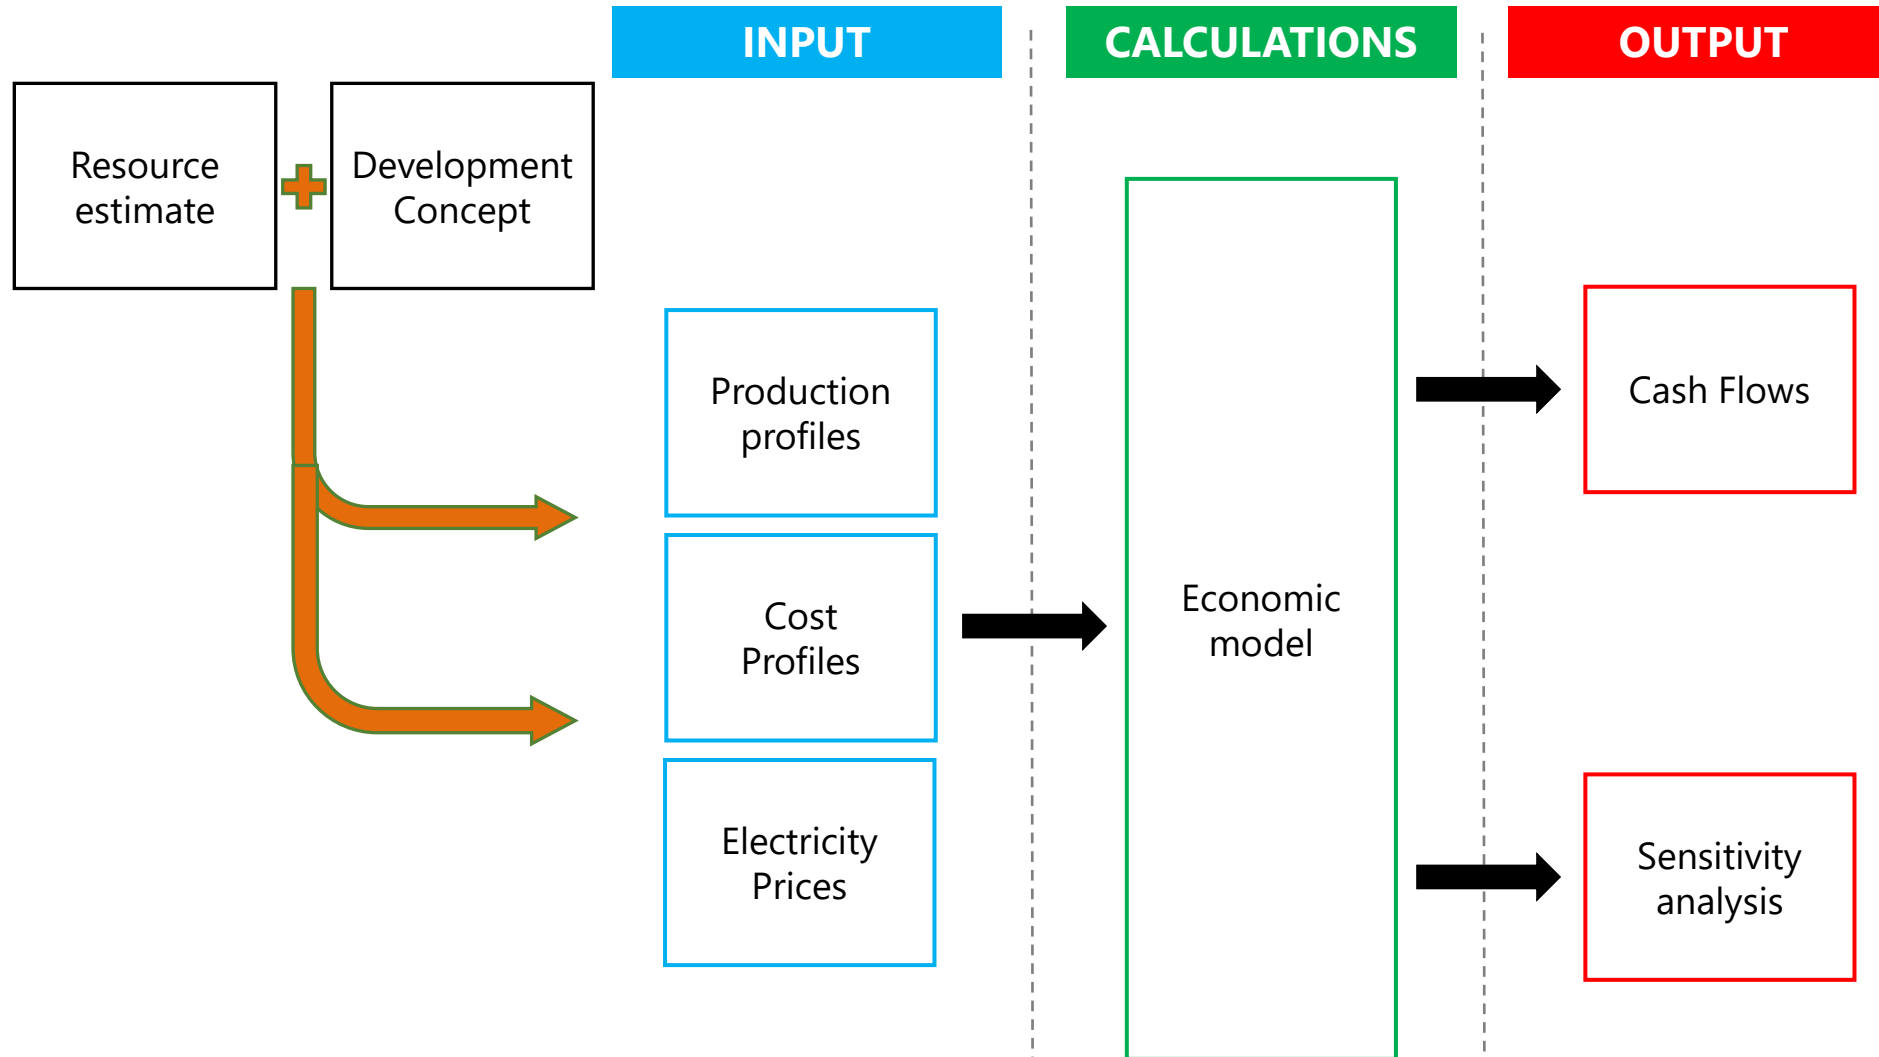 INPUT
CALCULATIONS
OUTPUT
Resource
estimate
Development
Concept
Production
profiles
Cost
Profiles
Electricity
Prices
Economic
model
Cash Flows
Sensitivity
analysis